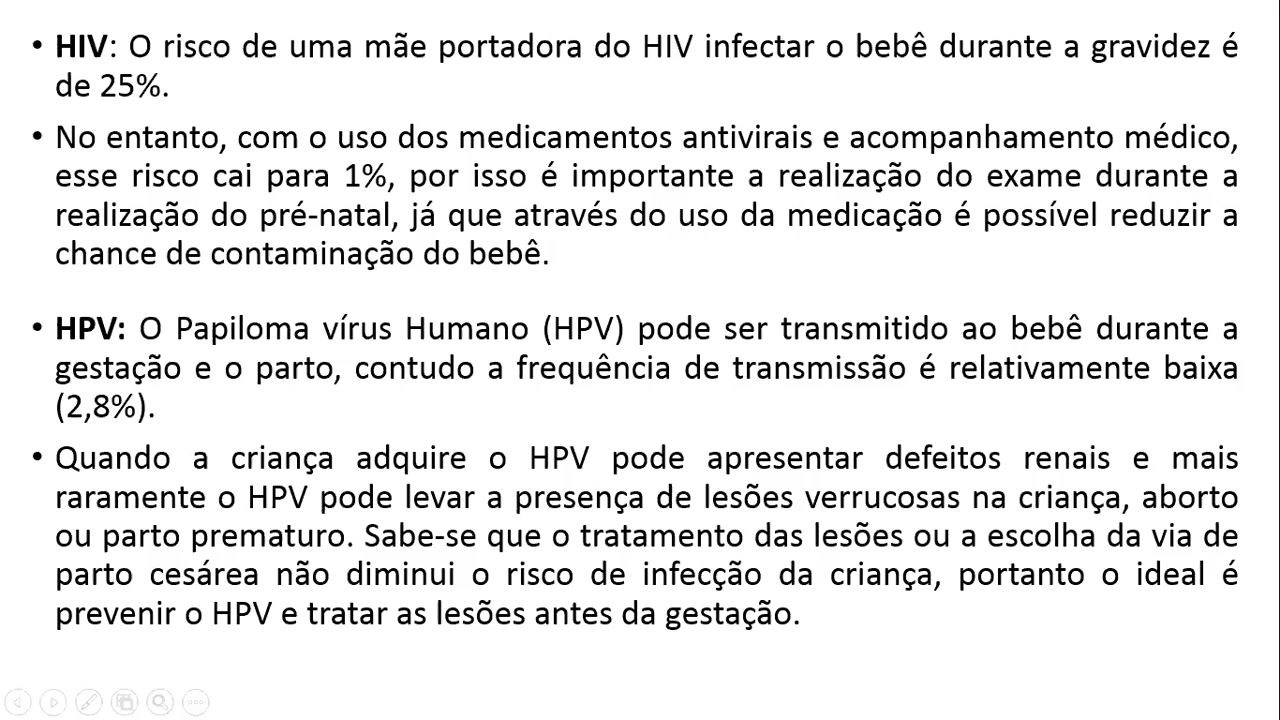 • HIV: O risco de uma mãe portadora do HIV infectar o bebê durante a gravidez é
de 25%.
• No entanto, com o uso dos medicamentos antivirais e acompanhamento médico,
esse risco cai para 1%, por isso é importante a realização do exame durante a
realização do pré-natal, já que através do uso da medicação é possível reduzir a
chance de contaminação do bebê.
• HPV: O Papiloma vírus Humano (HPV) pode ser transmitido ao bebê durante a
gestação e o parto, contudo a frequência de transmissão é relativamente baixa
(2,8%).
• Quando a criança adquire o HPV pode apresentar defeitos renais e mais
raramente o HPV pode levar a presença de lesões verrucosas na criança, aborto
ou parto prematuro. Sabe-se que o tratamento das lesões ou a escolha da via de
parto cesárea não diminui o risco de infecção da criança, portanto o ideal é
prevenir o HPV e tratar as lesões antes da gestação.